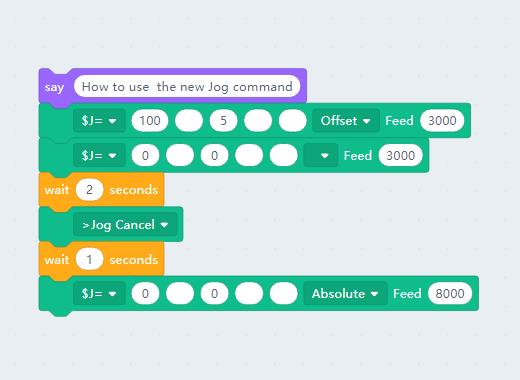 say How to use the new Jog command
$J= 100 5 Offset Feed 3000
$J= 0 0 Feed 3000
wait 2 seconds
>Jog Cancel
wait 1 seconds
$J= 0 0 Absolute Feed 8000